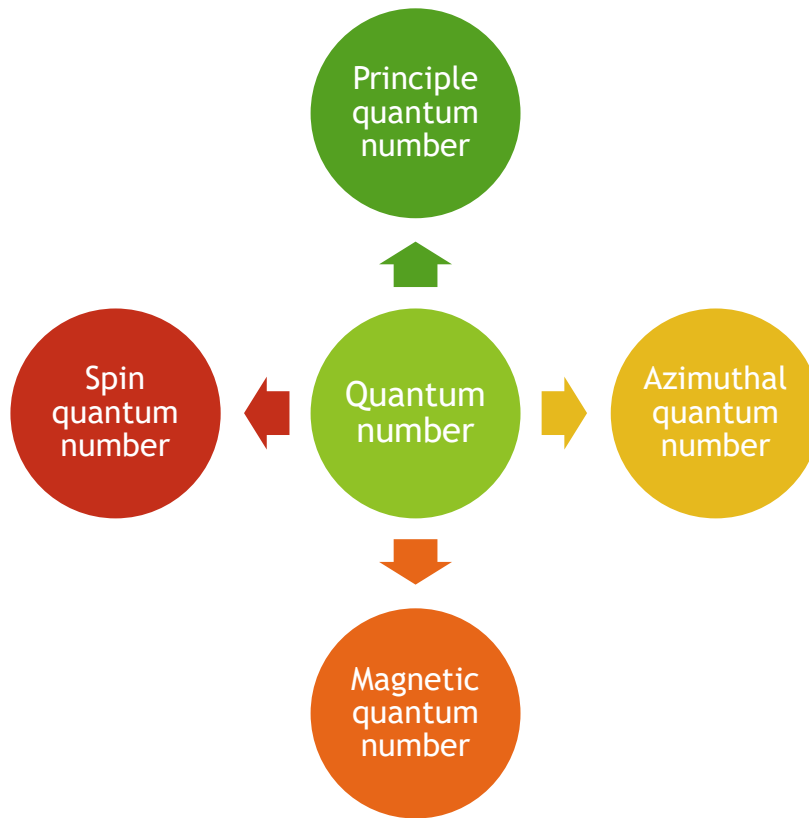 Principle
quantum
number
Spin
quantum
number
Quantum
number
Azimuthal
quantum
number
Magnetic
quantum
number